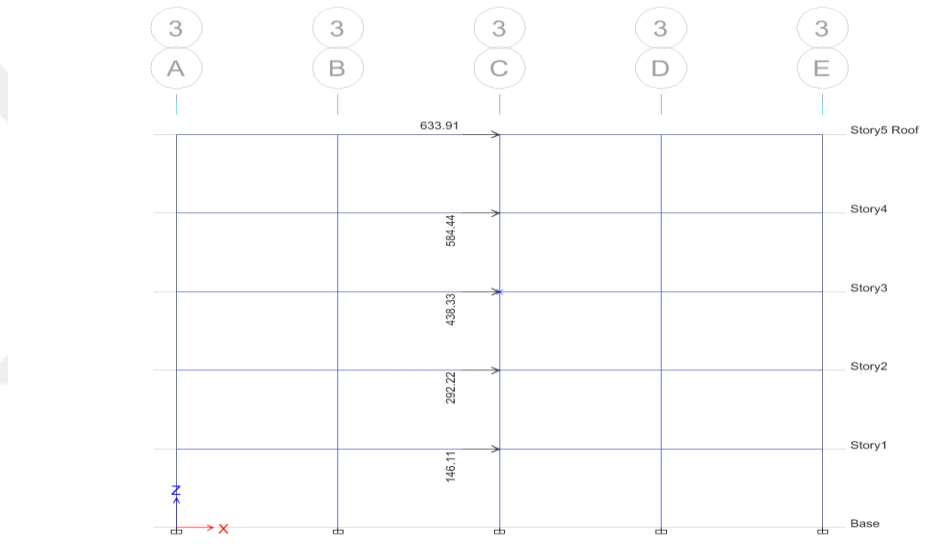 3 3 3 3 3
A B C D E
633.91
Story5 Roof
Story4
584.44
Story3
438.33
Story2
292.22
Story1
146.11
Z
X
Base